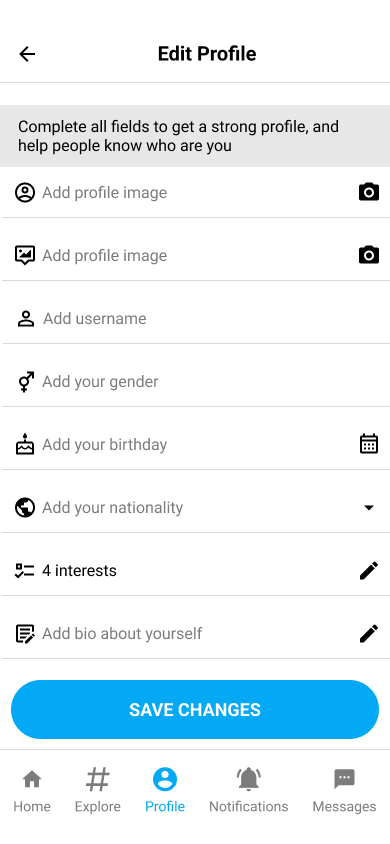 Edit Profile
Complete all fields to get a strong profile, and
help people know who are you
Add profile image
Add profile image
Add username
Add your gender
Add your birthday
Add your nationality
4 interests
Add bio about yourself
SAVE CHANGES
Home
Explore
Profile
Notifications
Messages